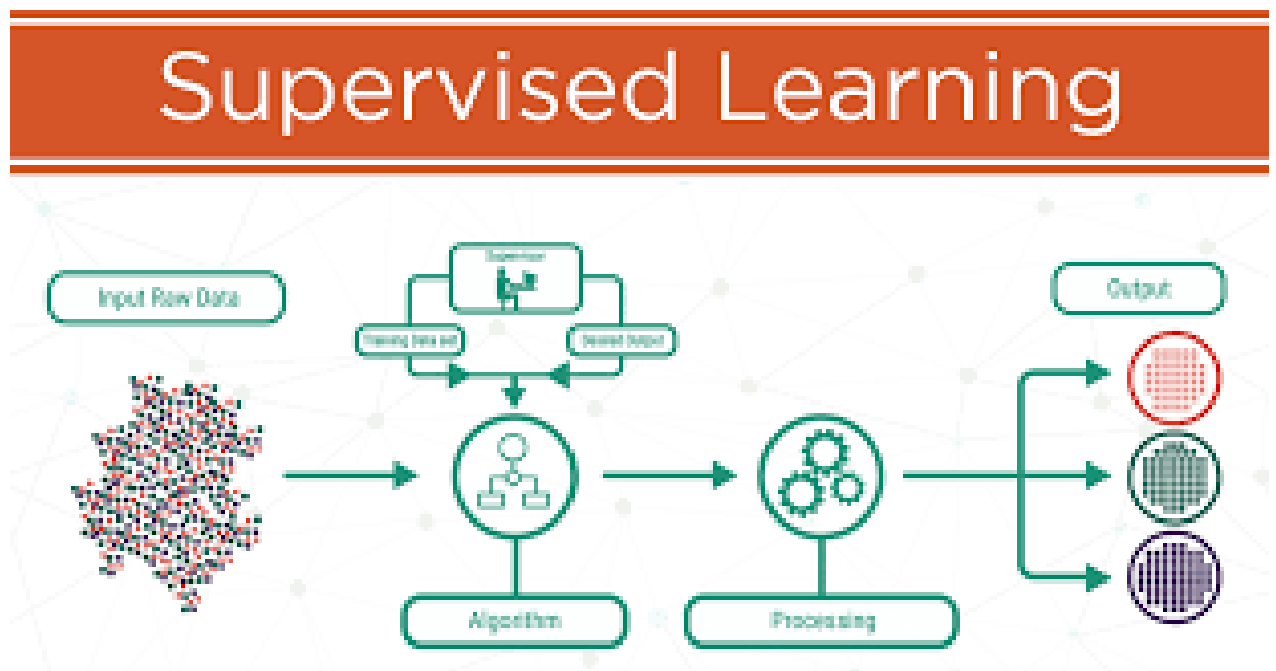 Supervised Learning
Input Raw Data
Supervisor
Training Data set
Desired Output
Output
Algorithm
Processing